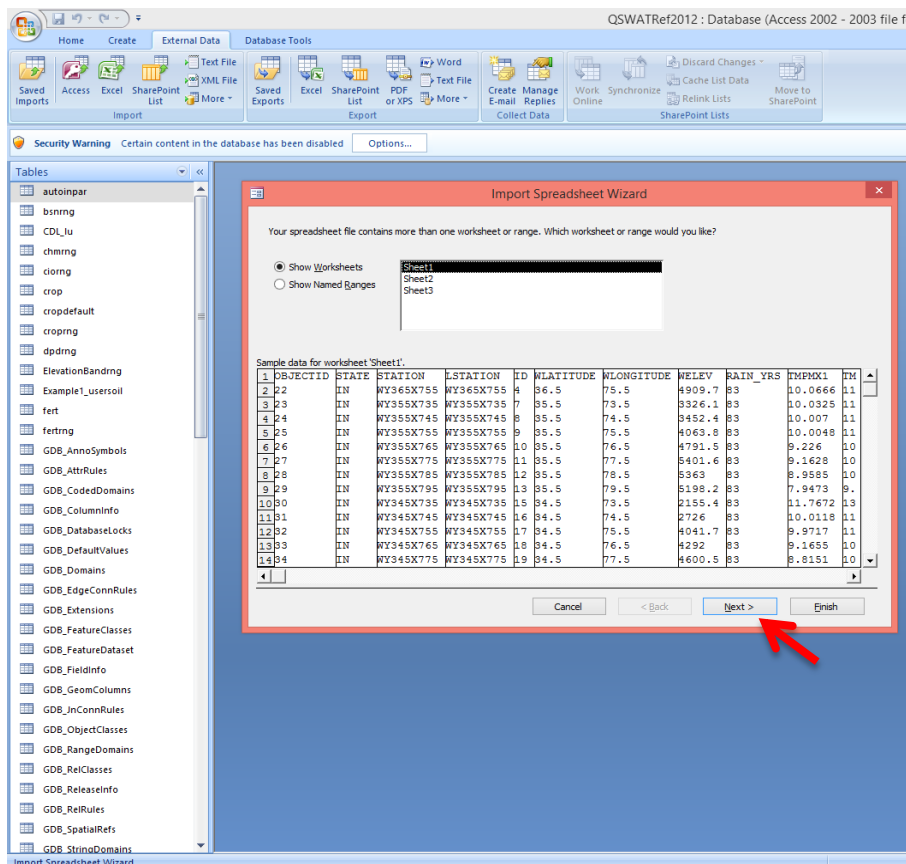 QSWATRef2012 : Database (Access 2002 - 2003 file f
Home Create External Data Database Tools
Saved Imports
Access
Excel
SharePoint List
Text File
XML File
More
Import
Saved Exports
Excel
SharePoint List
PDF or XPS
Word
Text File
More
Export
Create E-mail
Manage Replies
Collect Data
Work Online
Synchronize
Discard Changes
Cache List Data
Relink Lists
Move to SharePoint
SharePoint Lists
Security Warning Certain content in the database has been disabled Options...
Tables
autoinpar
bsnrng
CDL_lu
chmrng
ciorng
crop
cropdefault
croprng
dpdrng
ElevationBandrng
Example1_usersoil
fert
fertrng
GDB_AnnoSymbols
GDB_AttrRules
GDB_CodedDomains
GDB_ColumnInfo
GDB_DatabaseLocks
GDB_DefaultValues
GDB_Domains
GDB_EdgeConnRules
GDB_Extensions
GDB_FeatureClasses
GDB_FeatureDataset
GDB_FieldInfo
GDB_GeomColumns
GDB_JnConnRules
GDB_ObjectClasses
GDB_RangeDomains
GDB_RelClasses
GDB_ReleaseInfo
GDB_RelRules
GDB_SpatialRefs
GDB_StringDomains
Import Spreadsheet Wizard
Import Spreadsheet Wizard
Your spreadsheet file contains more than one worksheet or range. Which worksheet or range would you like?
Show Worksheets
Show Named Ranges
Sheet1
Sheet2
Sheet3
Sample data for worksheet 'Sheet1'.
1 OBJECTID STATE STATION LSTATION ID WLATITUDE WLONGITUDE WELEV RAIN_YRS TMPMX1 TM
2 22 IN WY365X755 WY365X755 4 36.5 75.5 4909.7 83 10.0666 11
3 23 IN WY355X735 WY355X735 7 35.5 73.5 3326.1 83 10.0325 11
4 24 IN WY355X745 WY355X745 8 35.5 74.5 3452.4 83 10.007 11
5 25 IN WY355X755 WY355X755 9 35.5 75.5 4063.8 83 10.0048 11
6 26 IN WY355X765 WY355X765 10 35.5 76.5 4791.5 83 9.226 10
7 27 IN WY355X775 WY355X775 11 35.5 77.5 5401.6 83 9.1628 10
8 28 IN WY355X785 WY355X785 12 35.5 78.5 5363 83 8.9585 10
9 29 IN WY355X795 WY355X795 13 35.5 79.5 5198.2 83 7.9473 9.
10 30 IN WY345X735 WY345X735 15 34.5 73.5 2155.4 83 11.7672 13
11 31 IN WY345X745 WY345X745 16 34.5 74.5 2726 83 10.0118 11
12 32 IN WY345X755 WY345X755 17 34.5 75.5 4041.7 83 9.9717 11
13 33 IN WY345X765 WY345X765 18 34.5 76.5 4292 83 9.1655 10
14 34 IN WY345X775 WY345X775 19 34.5 77.5 4600.5 83 8.8151 10
Cancel < Back Next > Finish